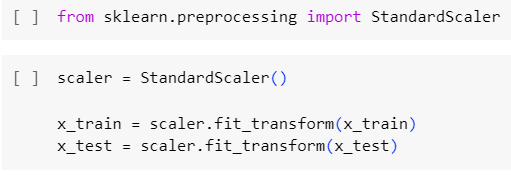 [ ] from sklearn.preprocessing import StandardScaler
[ ] scaler = StandardScaler()
x_train = scaler.fit_transform(x_train)
x_test = scaler.fit_transform(x_test)